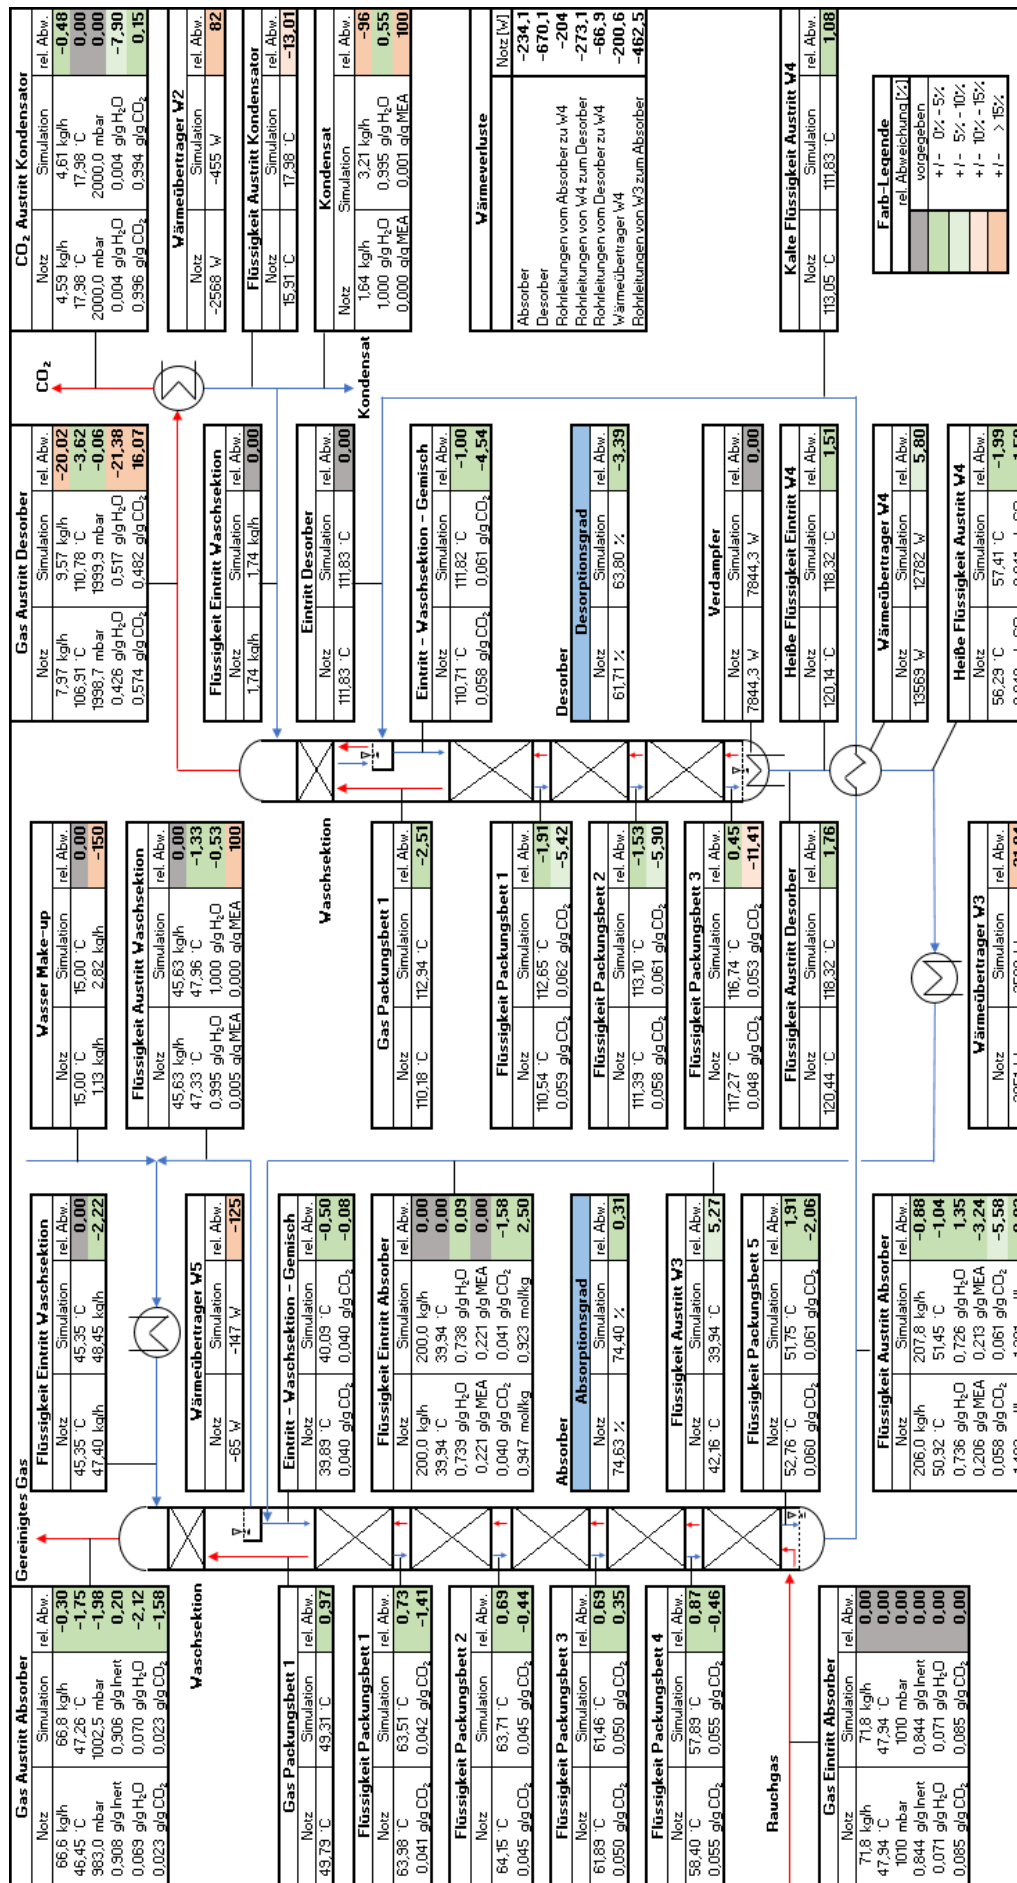 Gas Austritt Absorber
Notz Simulation rel. Abw.
66,6 kg/h 66,8 kg/h -0,30
46,45 °C 47,26 °C -1,75
983,0 mbar 1002,5 mbar -1,98
0,908 g/g Inert 0,906 g/g Inert 0,20
0,069 g/g H₂O 0,070 g/g H₂O -2,12
0,023 g/g CO₂ 0,023 g/g CO₂ -1,58
Waschsektion
Gas Packungsbett 1
Notz Simulation rel. Abw.
49,79 °C 49,31 °C 0,97
Flüssigkeit Packungsbett 1
Notz Simulation rel. Abw.
63,98 °C 63,51 °C 0,73
0,041 g/g CO₂ 0,042 g/g CO₂ -1,41
Flüssigkeit Packungsbett 2
Notz Simulation rel. Abw.
64,15 °C 63,71 °C 0,69
0,045 g/g CO₂ 0,045 g/g CO₂ -0,44
Flüssigkeit Packungsbett 3
Notz Simulation rel. Abw.
61,89 °C 61,46 °C 0,69
0,050 g/g CO₂ 0,050 g/g CO₂ 0,35
Flüssigkeit Packungsbett 4
Notz Simulation rel. Abw.
58,40 °C 57,89 °C 0,87
0,055 g/g CO₂ 0,055 g/g CO₂ -0,46
Rauchgas
Gas Eintritt Absorber
Notz Simulation rel. Abw.
71,8 kg/h 71,8 kg/h 0,00
47,94 °C 47,94 °C 0,00
1010 mbar 1010 mbar 0,00
0,844 g/g Inert 0,844 g/g Inert 0,00
0,071 g/g H₂O 0,071 g/g H₂O 0,00
0,085 g/g CO₂ 0,085 g/g CO₂ 0,00
Gereinigtes Gas
Flüssigkeit Eintritt Waschsektion
Notz Simulation rel. Abw.
45,35 °C 45,35 °C 0,00
47,40 kg/h 48,45 kg/h -2,22
Wärmeübertrager W5
Notz Simulation rel. Abw.
-65 W -147 W -125
Eintritt - Waschsektion - Gemisch
Notz Simulation rel. Abw.
39,89 °C 40,09 °C -0,50
0,040 g/g CO₂ 0,040 g/g CO₂ -0,08
Flüssigkeit Eintritt Absorber
Notz Simulation rel. Abw.
200,0 kg/h 200,0 kg/h 0,00
39,94 °C 39,94 °C 0,00
0,739 g/g H₂O 0,738 g/g H₂O 0,09
0,221 g/g MEA 0,221 g/g MEA 0,00
0,040 g/g CO₂ 0,041 g/g CO₂ -1,58
0,947 mol/kg 0,923 mol/kg 2,50
Absorber
Absorptionsgrad
Notz Simulation rel. Abw.
74,63 % 74,40 % 0,31
Flüssigkeit Austritt W3
Notz Simulation rel. Abw.
42,16 °C 39,94 °C 5,27
Flüssigkeit Packungsbett 5
Notz Simulation rel. Abw.
52,76 °C 51,75 °C 1,91
0,060 g/g CO₂ 0,061 g/g CO₂ -2,06
Flüssigkeit Austritt Absorber
Notz Simulation rel. Abw.
206,0 kg/h 207,8 kg/h -0,88
50,92 °C 51,45 °C -1,04
0,736 g/g H₂O 0,726 g/g H₂O 1,35
0,206 g/g MEA 0,213 g/g MEA -3,24
0,058 g/g CO₂ 0,061 g/g CO₂ -5,58
Wasser Make-up
Notz Simulation rel. Abw.
15,00 °C 15,00 °C 0,00
1,13 kg/h 2,82 kg/h -150
Flüssigkeit Austritt Waschsektion
Notz Simulation rel. Abw.
45,63 kg/h 45,63 kg/h 0,00
47,33 °C 47,96 °C -1,33
0,995 g/g H₂O 1,000 g/g H₂O -0,53
0,005 g/g MEA 0,000 g/g MEA 100
Waschsektion
Gas Packungsbett 1
Notz Simulation rel. Abw.
110,18 °C 112,94 °C -2,51
Flüssigkeit Packungsbett 1
Notz Simulation rel. Abw.
110,54 °C 112,65 °C -1,91
0,059 g/g CO₂ 0,062 g/g CO₂ -5,42
Flüssigkeit Packungsbett 2
Notz Simulation rel. Abw.
111,39 °C 113,10 °C -1,53
0,058 g/g CO₂ 0,061 g/g CO₂ -5,90
Flüssigkeit Packungsbett 3
Notz Simulation rel. Abw.
117,27 °C 116,74 °C 0,45
0,048 g/g CO₂ 0,053 g/g CO₂ -11,41
Flüssigkeit Austritt Desorber
Notz Simulation rel. Abw.
120,44 °C 118,32 °C 1,76
Wärmeübertrager W3
Notz Simulation rel. Abw.
Gas Austritt Desorber
Notz Simulation rel. Abw.
7,97 kg/h 9,57 kg/h -20,02
106,91 °C 110,78 °C -3,62
1998,7 mbar 1999,9 mbar -0,06
0,426 g/g H₂O 0,517 g/g H₂O -21,38
0,574 g/g CO₂ 0,482 g/g CO₂ 16,07
Flüssigkeit Eintritt Waschsektion
Notz Simulation rel. Abw.
1,74 kg/h 1,74 kg/h 0,00
Eintritt Desorber
Notz Simulation rel. Abw.
111,83 °C 111,83 °C 0,00
Eintritt - Waschsektion - Gemisch
Notz Simulation rel. Abw.
110,71 °C 111,82 °C -1,00
0,058 g/g CO₂ 0,061 g/g CO₂ -4,54
Desorber
Desorptionsgrad
Notz Simulation rel. Abw.
61,71 % 63,80 % -3,39
Verdampfer
Notz Simulation rel. Abw.
7844,3 W 7844,3 W 0,00
Heiße Flüssigkeit Eintritt W4
Notz Simulation rel. Abw.
120,14 °C 118,32 °C 1,51
Wärmeübertrager W4
Notz Simulation rel. Abw.
13569 W 12782 W 5,80
Heiße Flüssigkeit Austritt W4
Notz Simulation rel. Abw.
56,29 °C 57,41 °C -1,99
CO₂
Kondensat
CO₂ Austritt Kondensator
Notz Simulation rel. Abw.
4,59 kg/h 4,61 kg/h -0,48
17,98 °C 17,98 °C 0,00
2000,0 mbar 2000,0 mbar 0,00
0,004 g/g H₂O 0,004 g/g H₂O -7,90
0,996 g/g CO₂ 0,994 g/g CO₂ 0,15
Wärmeübertrager W2
Notz Simulation rel. Abw.
-2568 W -455 W 82
Flüssigkeit Austritt Kondensator
Notz Simulation rel. Abw.
15,91 °C 17,98 °C -13,01
Kondensat
Notz Simulation rel. Abw.
1,64 kg/h 3,21 kg/h -96
1,000 g/g H₂O 0,995 g/g H₂O 0,55
0,000 g/g MEA 0,001 g/g MEA 100
Wärmeverluste
Notz [W]
Absorber -234,1
Desorber -670,1
Rohrleitungen vom Absorber zu W4 -204
Rohrleitungen von W4 zum Desorber -273,1
Rohrleitungen vom Desorber zu W4 -66,9
Wärmeübertrager W4 -200,6
Rohrleitungen von W3 zum Absorber -462,5
Kalte Flüssigkeit Austritt W4
Notz Simulation rel. Abw.
113,05 °C 111,83 °C 1,08
Farb-Legende
rel. Abweichung [%]
vorgegeben
+/- 0% - 5%
+/- 5% - 10%
+/- 10% - 15%
+/- > 15%